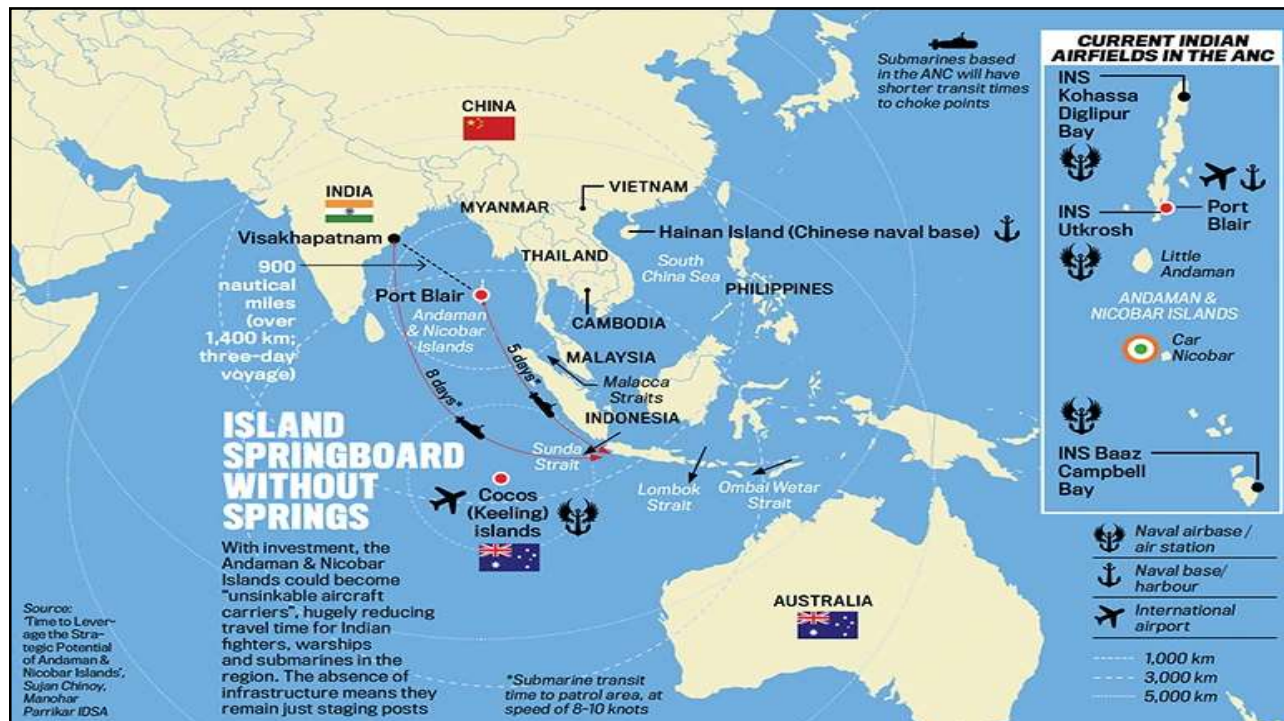 Submarines based
in the ANC will have
shorter transit times
to choke points
CHINA
INDIA
Visakhapatnam
MYANMAR
VIETNAM
Hainan Island (Chinese naval base)
THAILAND
South
China Sea
PHILIPPINES
900
nautical
miles
(over
1,400 km;
three-day
voyage)
Port Blair
Andaman
& Nicobar
Islands
CAMBODIA
MALAYSIA
Malacca
Straits
8 days*
5 days*
INDONESIA
Sunda
Strait
Lombok
Strait
Ombai Wetar
Strait
Cocos
(Keeling)
islands
AUSTRALIA
ISLAND
SPRINGBOARD
WITHOUT
SPRINGS
With investment, the
Andaman & Nicobar
Islands could become
"unsinkable aircraft
carriers", hugely reducing
travel time for Indian
fighters, warships
and submarines in the
region. The absence of
infrastructure means they
remain just staging posts
Source:
'Time to Lever-
age the Stra-
tegic Potential
of Andaman &
Nicobar Islands',
Sujan Chinoy,
Manohar
Parrikar IDSA
*Submarine transit
time to patrol area, at
speed of 8-10 knots
CURRENT INDIAN
AIRFIELDS IN THE ANC
INS
Kohassa
Diglipur
Bay
INS
Utkrosh
Port
Blair
Little
Andaman
ANDAMAN &
NICOBAR ISLANDS
Car
Nicobar
INS Baaz
Campbell
Bay
Naval airbase/
air station
Naval base/
harbour
International
airport
1,000 km
3,000 km
5,000 km